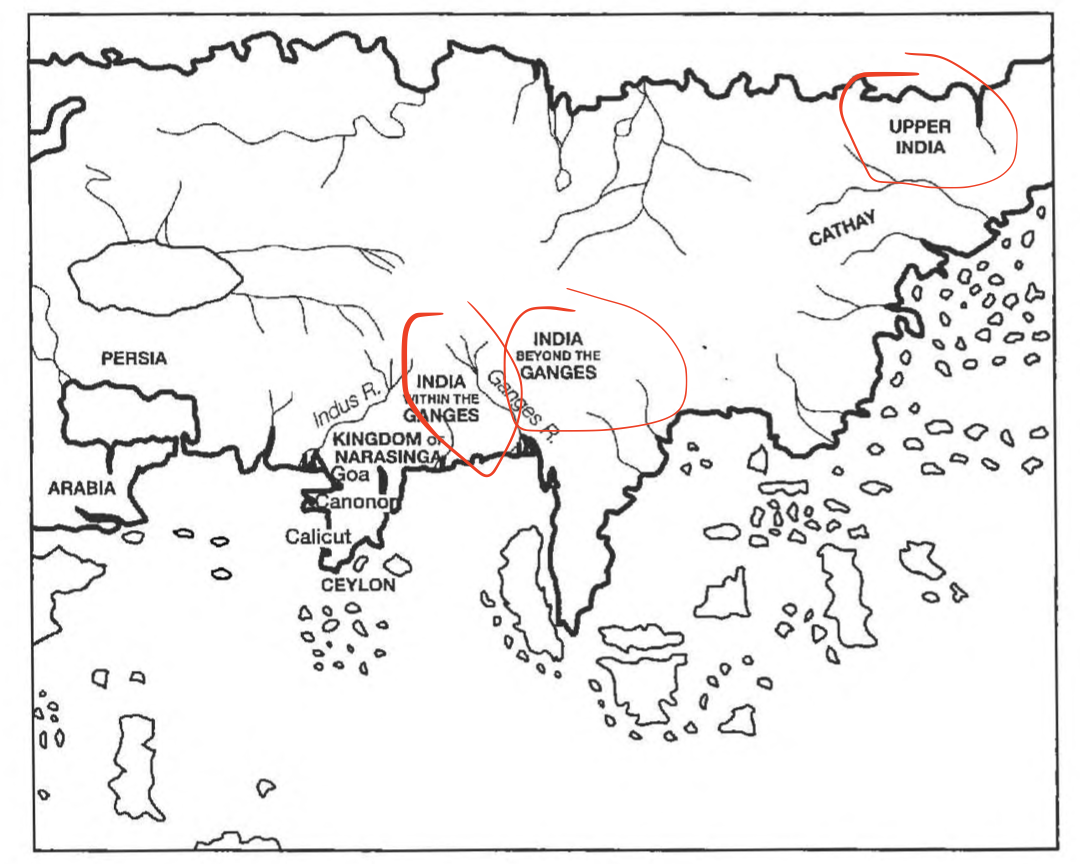 UPPER
INDIA
CATHAY
INDIA
BEYOND THE
GANGES
PERSIA
INDIA
WITHIN THE
GANGES
Ganges R.
Indus R.
KINGDOM of
NARASINGA
Goa
ARABIA
Canonor
Calicut
CEYLON